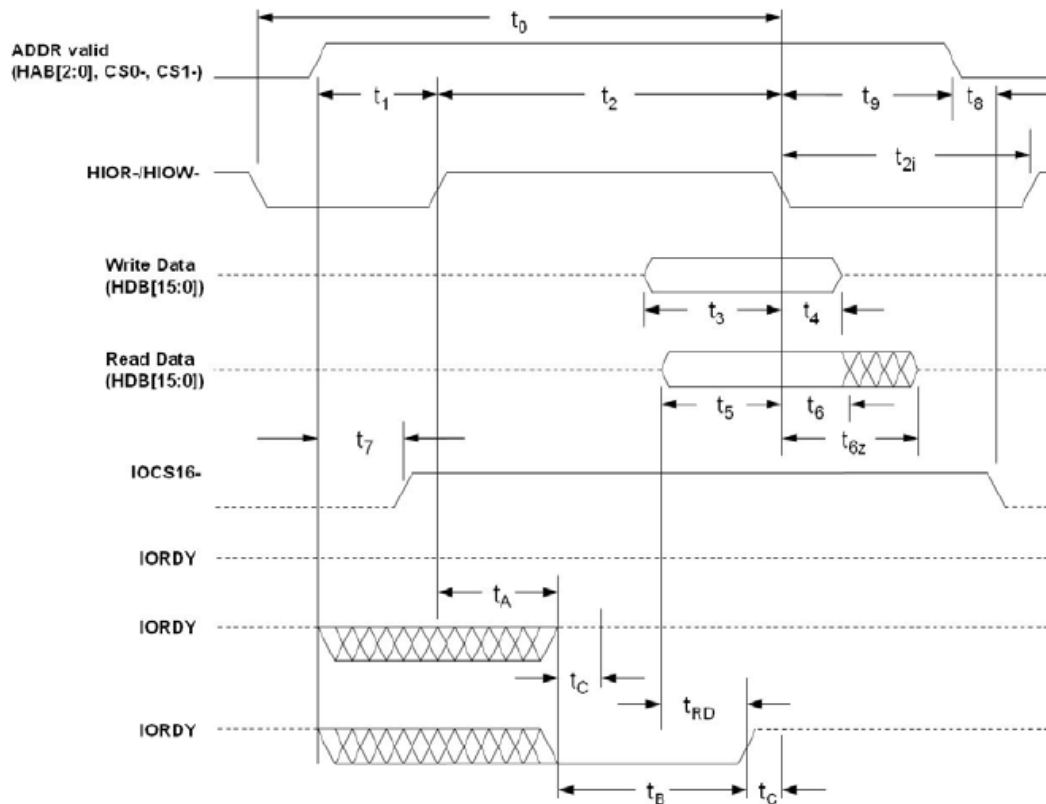 t0
ADDR valid
(HAB[2:0], CS0-, CS1-)
t1
t2
t9
t8
t2i
HIOR-/HIOW-
Write Data
(HDB[15:0])
t3
t4
Read Data
(HDB[15:0])
t5
t6
t7
t6z
IOCS16-
IORDY
tA
IORDY
tC
tRD
IORDY
tB
tC